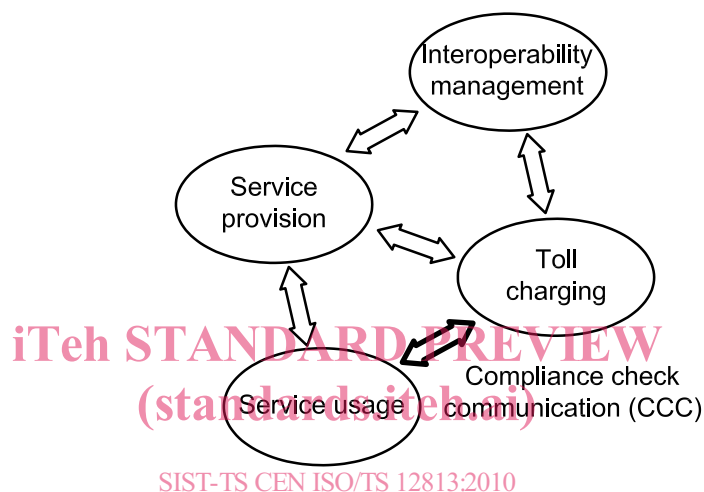 Interoperability
management
Service
provision
Toll
charging
iTeh STANDARD PREVIEW
Compliance check
(standards.iteh.ai)
Service usage
communication (CCC)
SIST-TS CEN ISO/TS 12813:2010